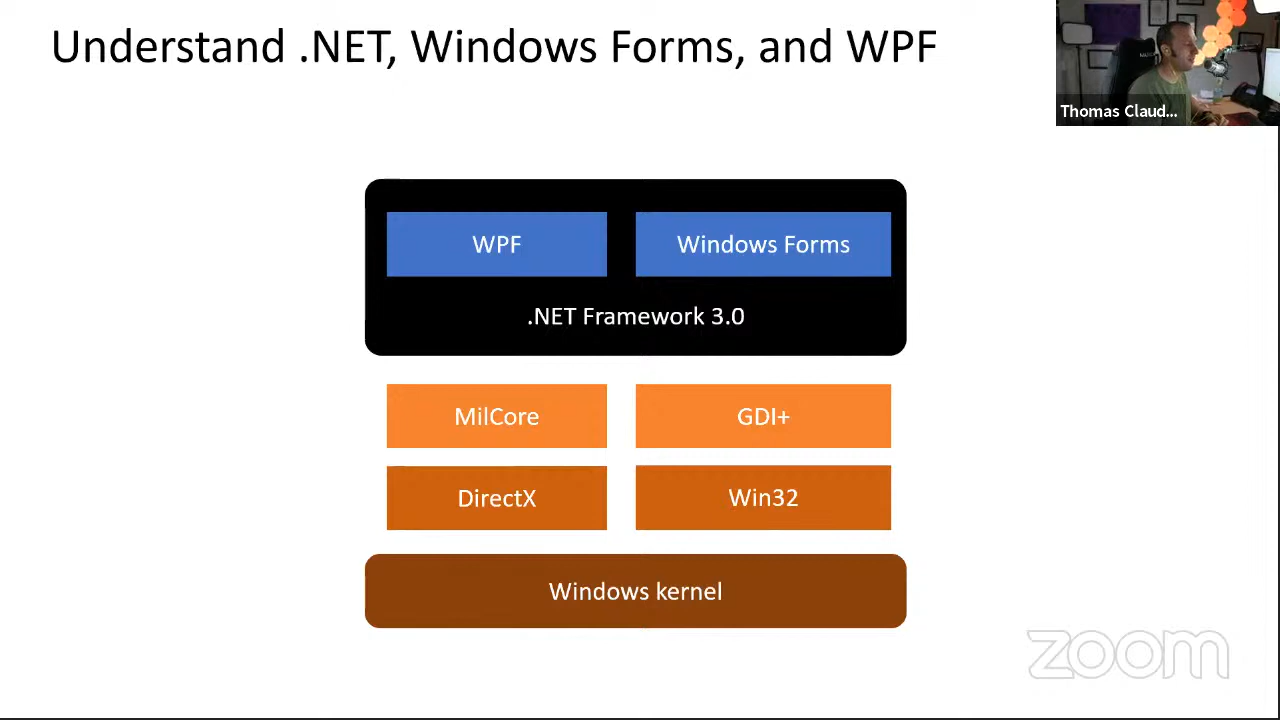 Understand .NET, Windows Forms, and WPF
Thomas Claud...
WPF
Windows Forms
.NET Framework 3.0
MilCore
GDI+
DirectX
Win32
Windows kernel
zoom